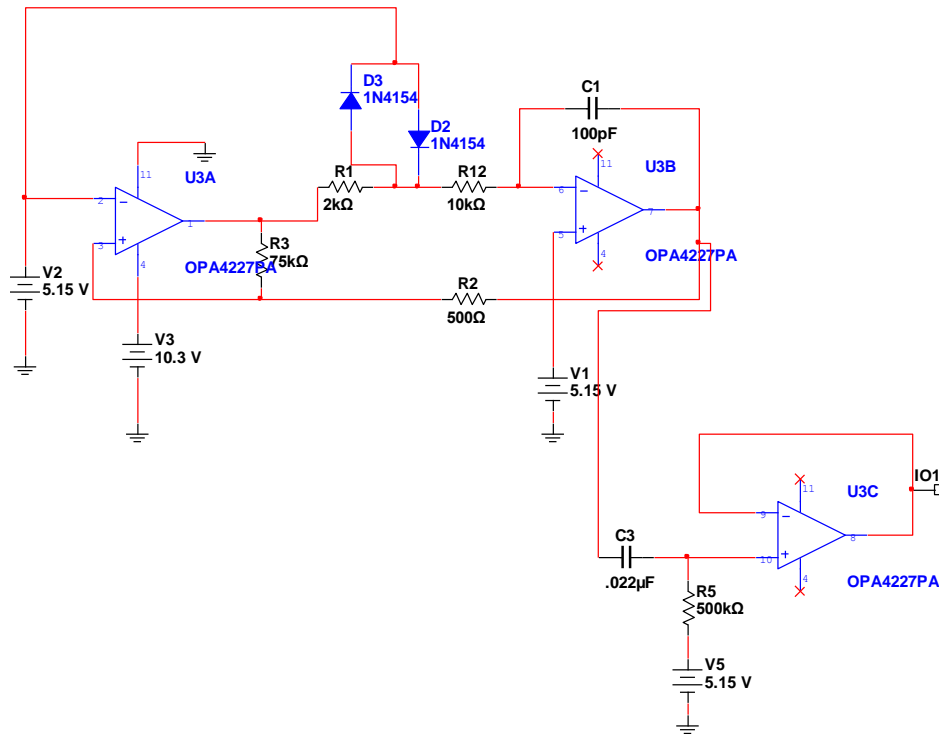 D3
1N4154
D2
1N4154
C1
100pF
11
U3A
2
1
3
4
OPA4227PA
R1
2kΩ
R12
10kΩ
11
U3B
6
7
5
4
OPA4227PA
R3
75kΩ
V2
5.15 V
R2
500Ω
V3
10.3 V
V1
5.15 V
11
U3C
IO1
9
8
10
4
OPA4227PA
C3
.022µF
R5
500kΩ
V5
5.15 V